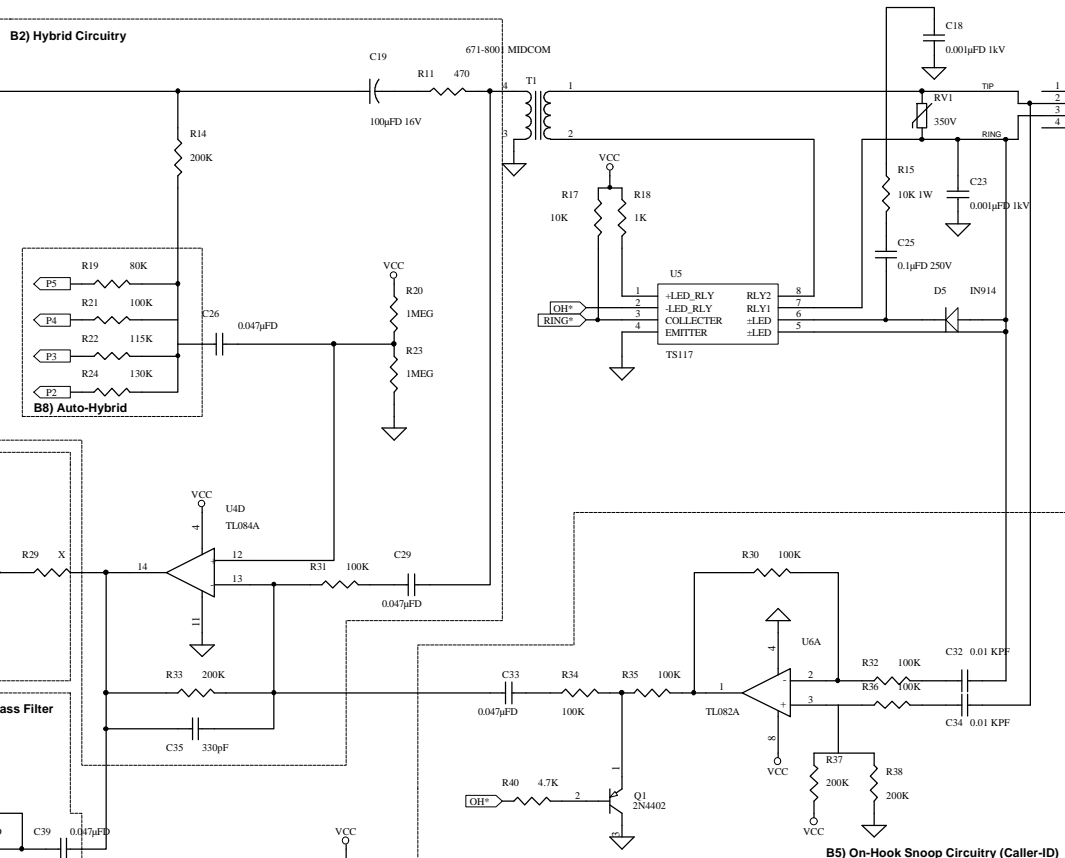 B2) Hybrid Circuitry
C19
100µFD 16V
R11 470
671-8001 MIDCOM
T1
4
3
1
2
C18
0.001µFD 1kV
RV1
350V
TIP
RING
1
2
3
4
R14
200K
R15
10K 1W
C23
0.001µFD 1kV
C25
0.1µFD 250V
D5 IN914
VCC
R17
10K
R18
1K
U5
OH*
RING*
1 +LED_RLY RLY2 8
2 -LED_RLY RLY1 7
3 COLLECTER ±LED 6
4 EMITTER ±LED 5
TS117
P5
R19 80K
P4
R21 100K
P3
R22 115K
P2
R24 130K
B8) Auto-Hybrid
C26
0.047µFD
VCC
R20
1MEG
R23
1MEG
VCC
4
U4D
TL084A
R29 X
14
+ 12
- 13
11
R31 100K
C29
0.047µFD
R33 200K
C35 330pF
ass Filter
C39 0.047µFD
VCC
C33
0.047µFD
R34
100K
R35 100K
R30 100K
U6A
4
1
- 2
+ 3
TL082A
8
VCC
R32 100K
C32 0.01 KPF
R36 100K
C34 0.01 KPF
R37
200K
VCC
R38
200K
OH*
R40 4.7K
2
1
3
Q1
2N4402
B5) On-Hook Snoop Circuitry (Caller-ID)